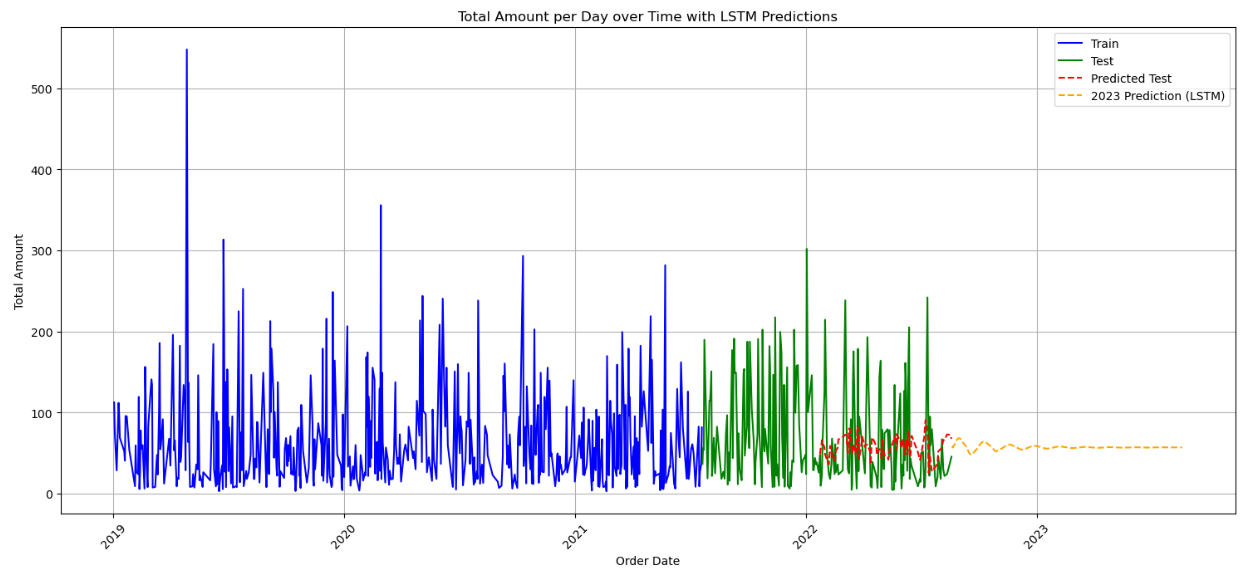 Total Amount per Day over Time with LSTM Predictions
Train
Test
Predicted Test
2023 Prediction (LSTM)
Total Amount
500
400
300
200
100
0
2019
2020
2021
2022
2023
Order Date